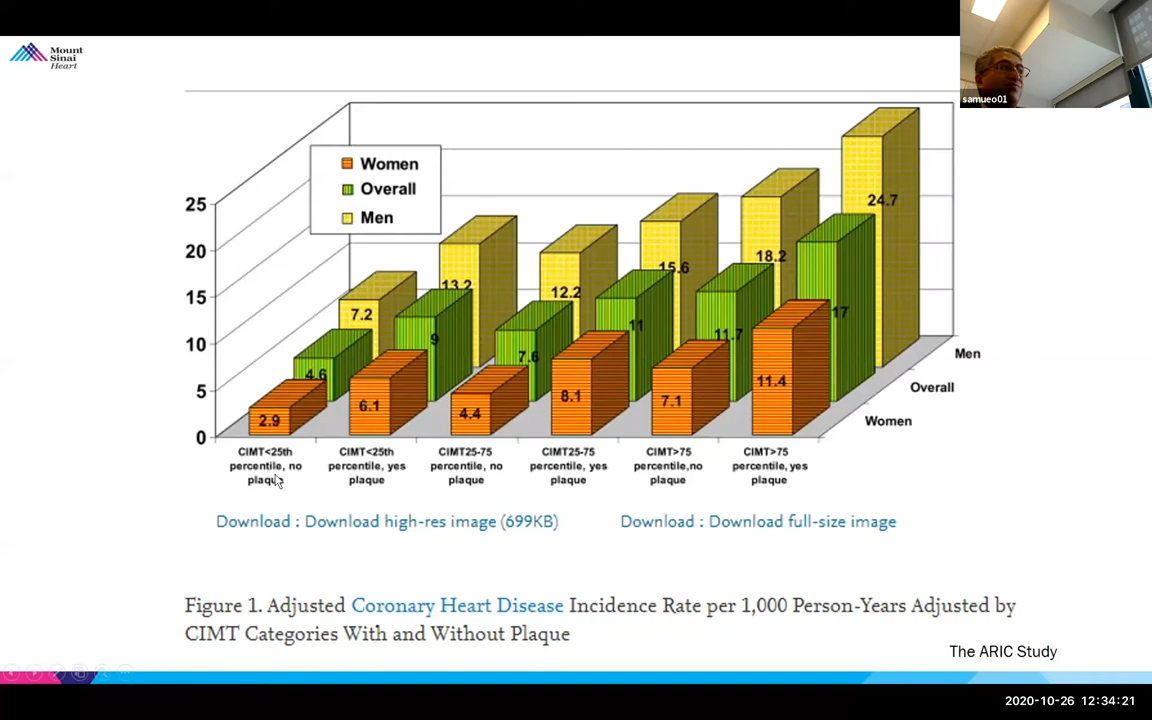 Mount
Sinai
Heart
samueo01
Women
Overall
Men
25
20
15
10
5
0
7.2
13.2
12.2
15.6
18.2
24.7
4.6
9
7.6
11
11.7
17
2.9
6.1
4.4
8.1
7.1
11.4
Men
Overall
Women
CIMT<25th
percentile, no
plaque
CIMT<25th
percentile, yes
plaque
CIMT25-75
percentile, no
plaque
CIMT25-75
percentile, yes
plaque
CIMT>75
percentile,no
plaque
CIMT>75
percentile, yes
plaque
Download : Download high-res image (699KB)
Download : Download full-size image
Figure 1. Adjusted Coronary Heart Disease Incidence Rate per 1,000 Person-Years Adjusted by
CIMT Categories With and Without Plaque
The ARIC Study
2020-10-26 12:34:21